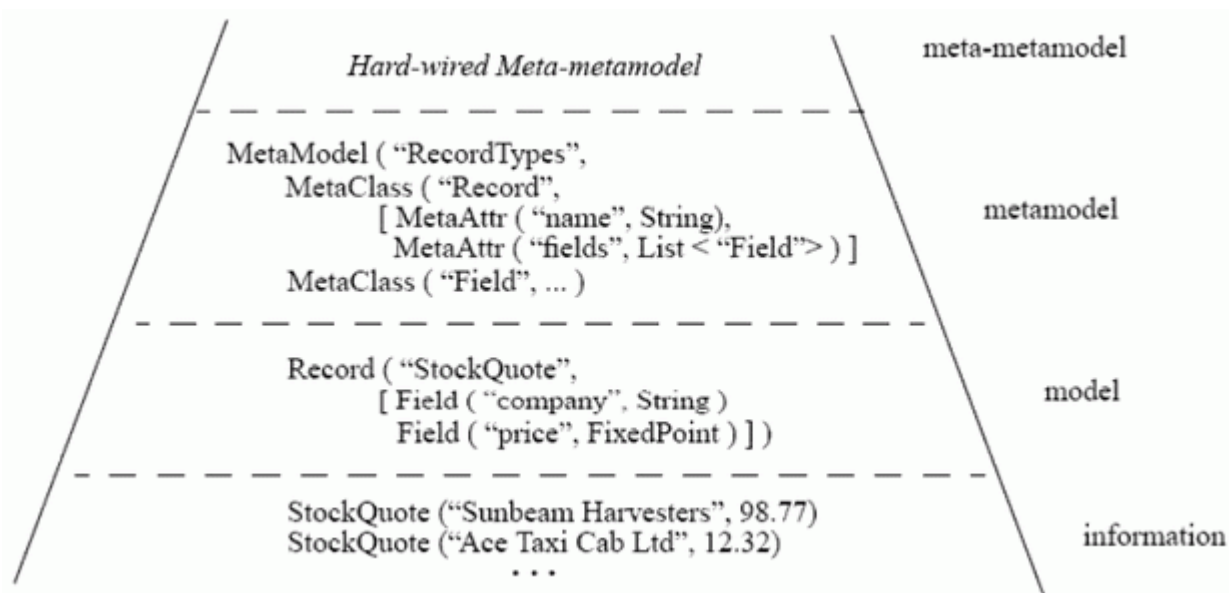 Hard-wired Meta-metamodel
meta-metamodel
MetaModel ( “RecordTypes”,
MetaClass ( “Record”,
[ MetaAttr ( “name”, String),
MetaAttr ( “fields”, List < “Field”> ) ]
MetaClass ( “Field”, ... )
metamodel
Record ( “StockQuote”,
[ Field ( “company”, String )
Field ( “price”, FixedPoint ) ] )
model
StockQuote (“Sunbeam Harvesters”, 98.77)
StockQuote (“Ace Taxi Cab Ltd”, 12.32)
. . .
information